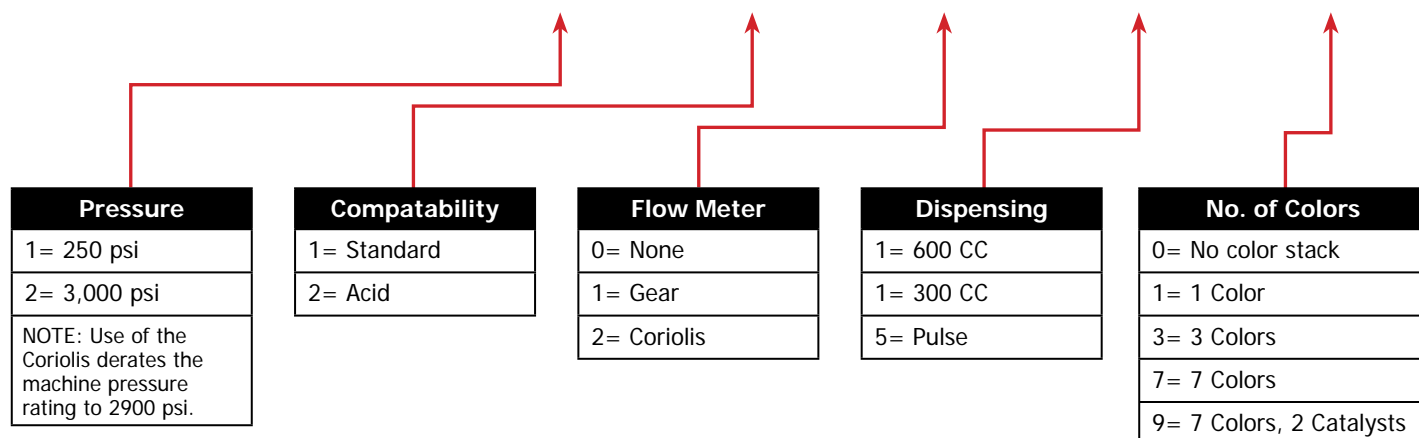 Pressure
1= 250 psi
2= 3,000 psi
NOTE: Use of the
Coriolis derates the
machine pressure
rating to 2900 psi.
Compatability
1= Standard
2= Acid
Flow Meter
0= None
1= Gear
2= Coriolis
Dispensing
1= 600 CC
1= 300 CC
5= Pulse
No. of Colors
0= No color stack
1= 1 Color
3= 3 Colors
7= 7 Colors
9= 7 Colors, 2 Catalysts